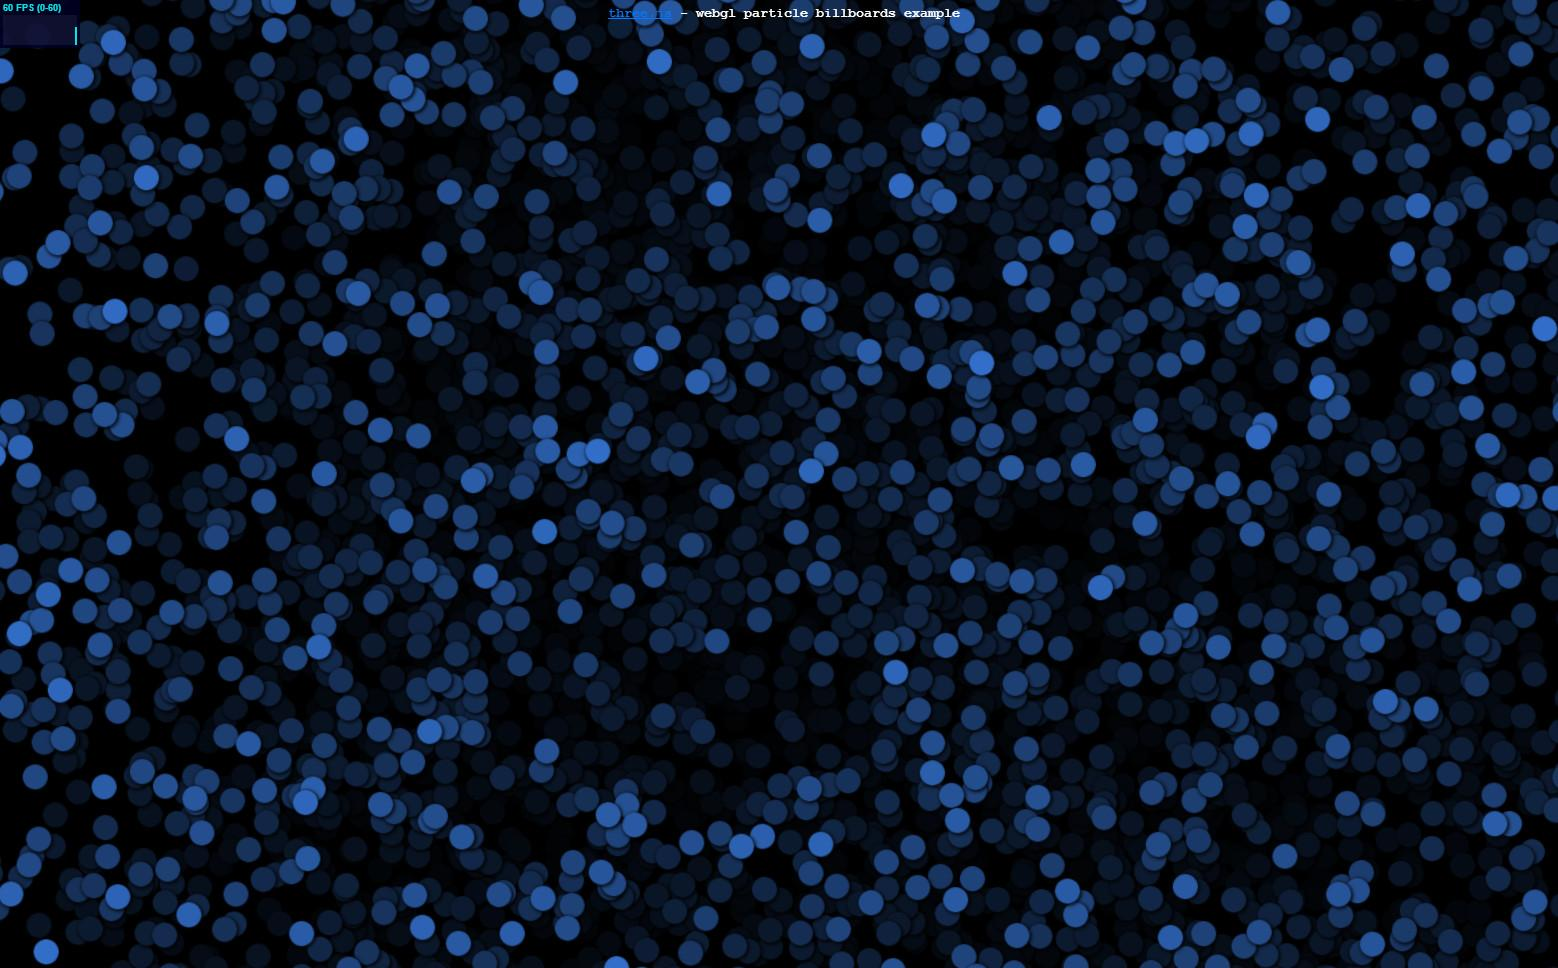 60 FPS (0-60)
three.js - webgl particle billboards example